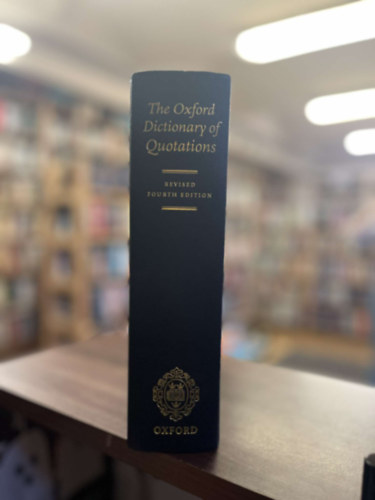 The Oxford
Dictionary of
Quotations
REVISED
FOURTH EDITION
OXFORD